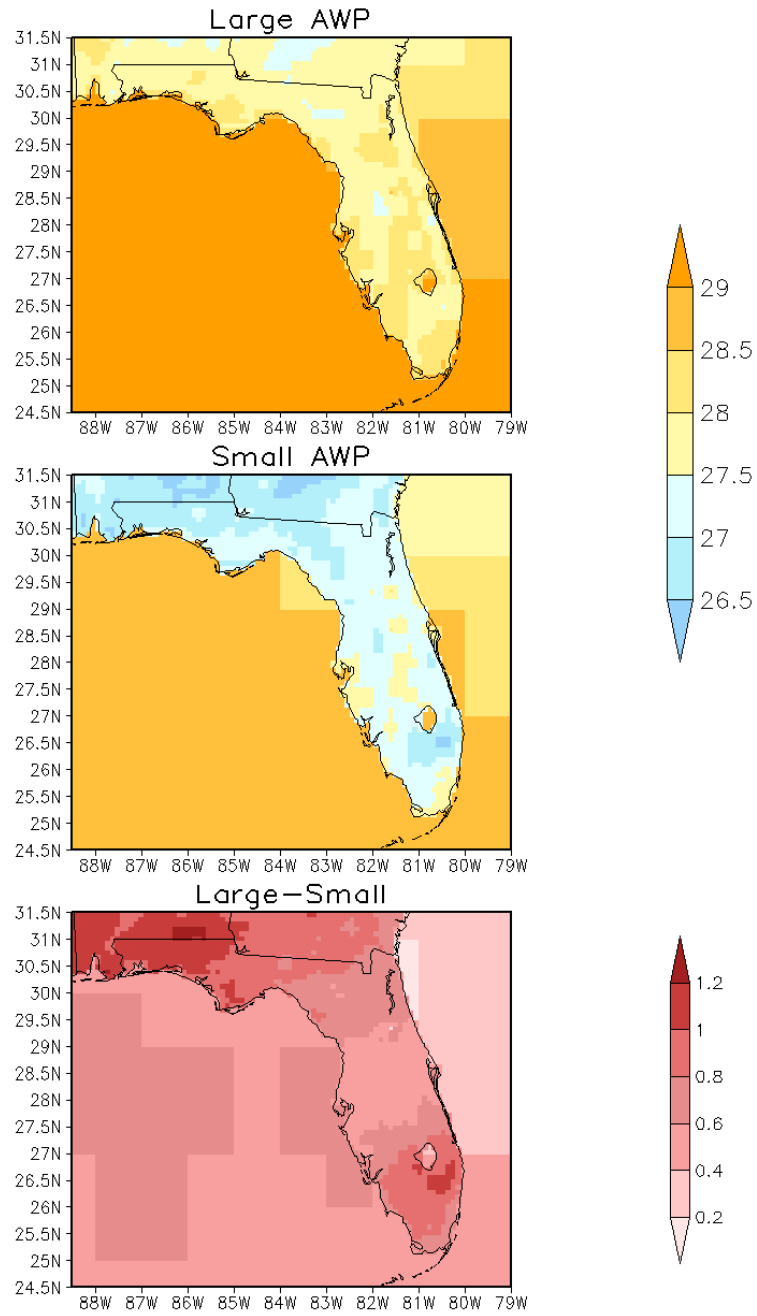 Large AWP
31.5N
31N
30.5N
30N
29.5N
29N
28.5N
28N
27.5N
27N
26.5N
26N
25.5N
25N
24.5N
88W 87W 86W 85W 84W 83W 82W 81W 80W 79W
Small AWP
31.5N
31N
30.5N
30N
29.5N
29N
28.5N
28N
27.5N
27N
26.5N
26N
25.5N
25N
24.5N
88W 87W 86W 85W 84W 83W 82W 81W 80W 79W
29
28.5
28
27.5
27
26.5
Large-Small
31.5N
31N
30.5N
30N
29.5N
29N
28.5N
28N
27.5N
27N
26.5N
26N
25.5N
25N
24.5N
88W 87W 86W 85W 84W 83W 82W 81W 80W 79W
1.2
1
0.8
0.6
0.4
0.2